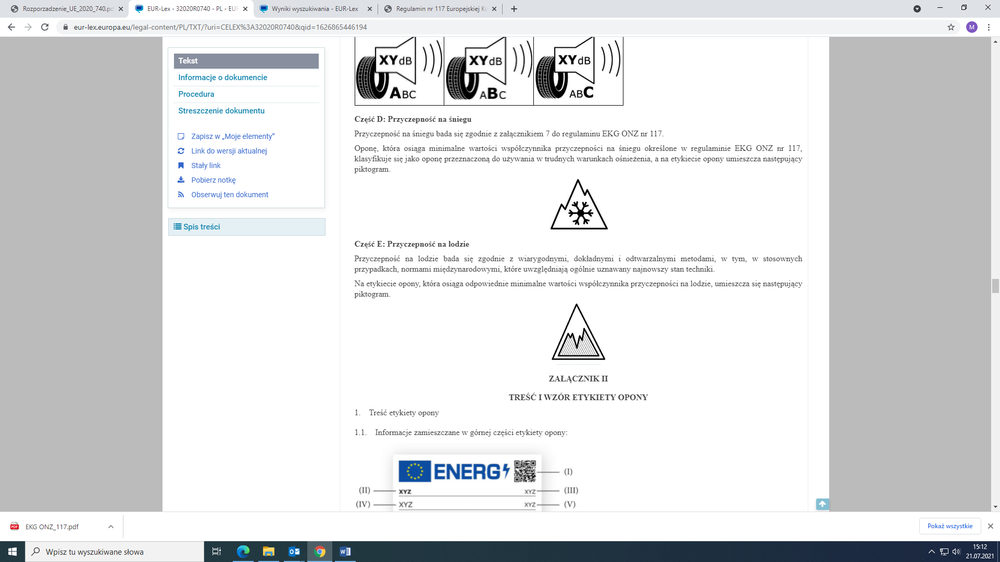 Rozporzadzenie_UE_2020_740.pd
EUR-Lex - 32020R0740 - PL - EUR
Wyniki wyszukiwania - EUR-Lex
Regulamin nr 117 Europejskiej Ko
eur-lex.europa.eu/legal-content/PL/TXT/?uri=CELEX%3A32020R0740&qid=1626865446194
M
Tekst
Informacje o dokumencie
Procedura
Streszczenie dokumentu
Zapisz w „Moje elementy”
Link do wersji aktualnej
Stały link
Pobierz notkę
Obserwuj ten dokument
Spis treści
XYdB XYdB XYdB
ABC ABC ABC
Część D: Przyczepność na śniegu
Przyczepność na śniegu bada się zgodnie z załącznikiem 7 do regulaminu EKG ONZ nr 117.
Oponę, która osiąga minimalne wartości współczynnika przyczepności na śniegu określone w regulaminie EKG ONZ nr 117,
klasyfikuje się jako oponę przeznaczoną do używania w trudnych warunkach ośnieżenia, a na etykiecie opony umieszcza następujący
piktogram.
Część E: Przyczepność na lodzie
Przyczepność na lodzie bada się zgodnie z wiarygodnymi, dokładnymi i odtwarzalnymi metodami, w tym, w stosownych
przypadkach, normami międzynarodowymi, które uwzględniają ogólnie uznawany najnowszy stan techniki.
Na etykiecie opony, która osiąga odpowiednie minimalne wartości współczynnika przyczepności na lodzie, umieszcza się następujący
piktogram.
ZAŁĄCZNIK II
TREŚĆ I WZÓR ETYKIETY OPONY
1. Treść etykiety opony
1.1. Informacje zamieszczane w górnej części etykiety opony:
ENERG (I)
(II) XYZ XYZ (III)
(IV) XYZ XYZ (V)
EKG ONZ_117.pdf
Pokaż wszystkie
Wpisz tu wyszukiwane słowa
15:12
21.07.2021